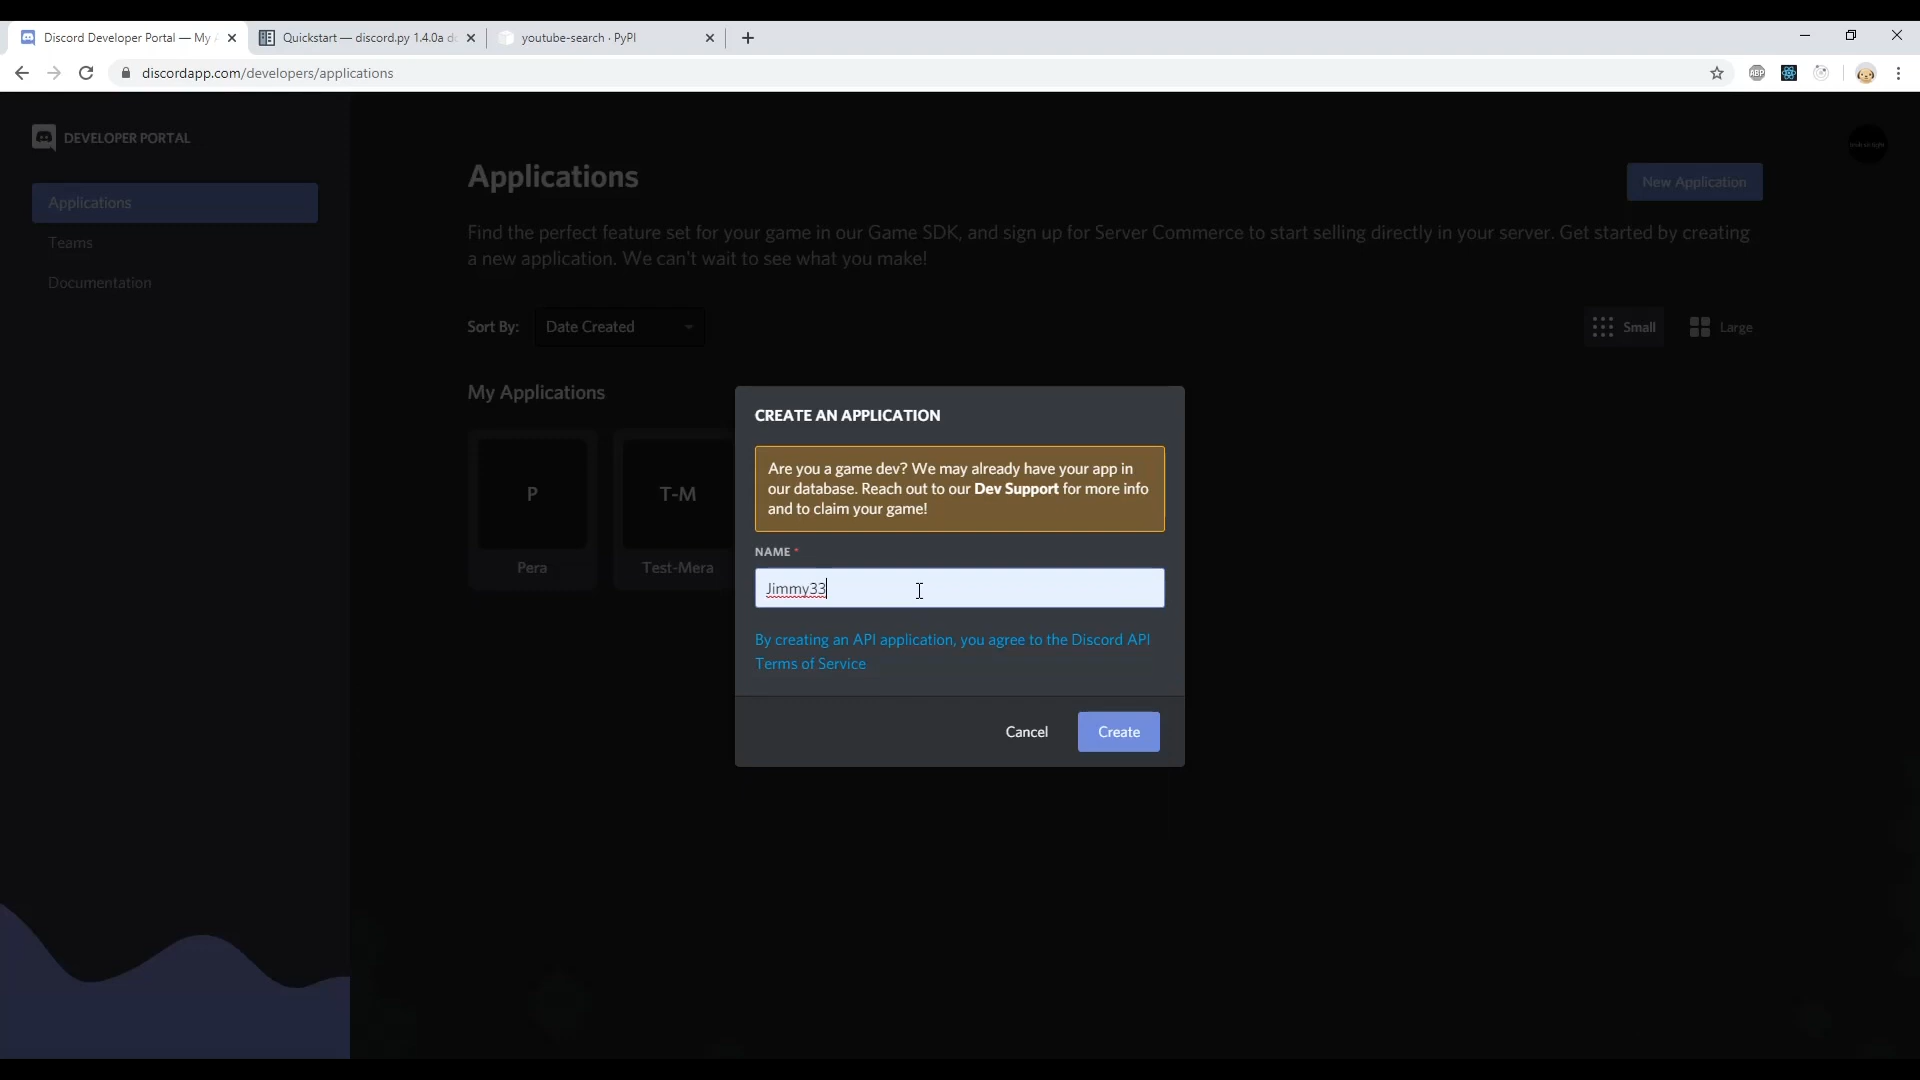 Discord Developer Portal — My A
Quickstart — discord.py 1.4.0a do
youtube-search · PyPI
discordapp.com/developers/applications
ABP
DEVELOPER PORTAL
Applications
Teams
Documentation
Applications
New Application
Find the perfect feature set for your game in our Game SDK, and sign up for Server Commerce to start selling directly in your server. Get started by creating
a new application. We can't wait to see what you make!
Sort By:
Date Created
Small
Large
My Applications
P
Pera
T-M
Test-Mera
CREATE AN APPLICATION
Are you a game dev? We may already have your app in
our database. Reach out to our Dev Support for more info
and to claim your game!
NAME *
Jimmy33
By creating an API application, you agree to the Discord API
Terms of Service
Cancel
Create